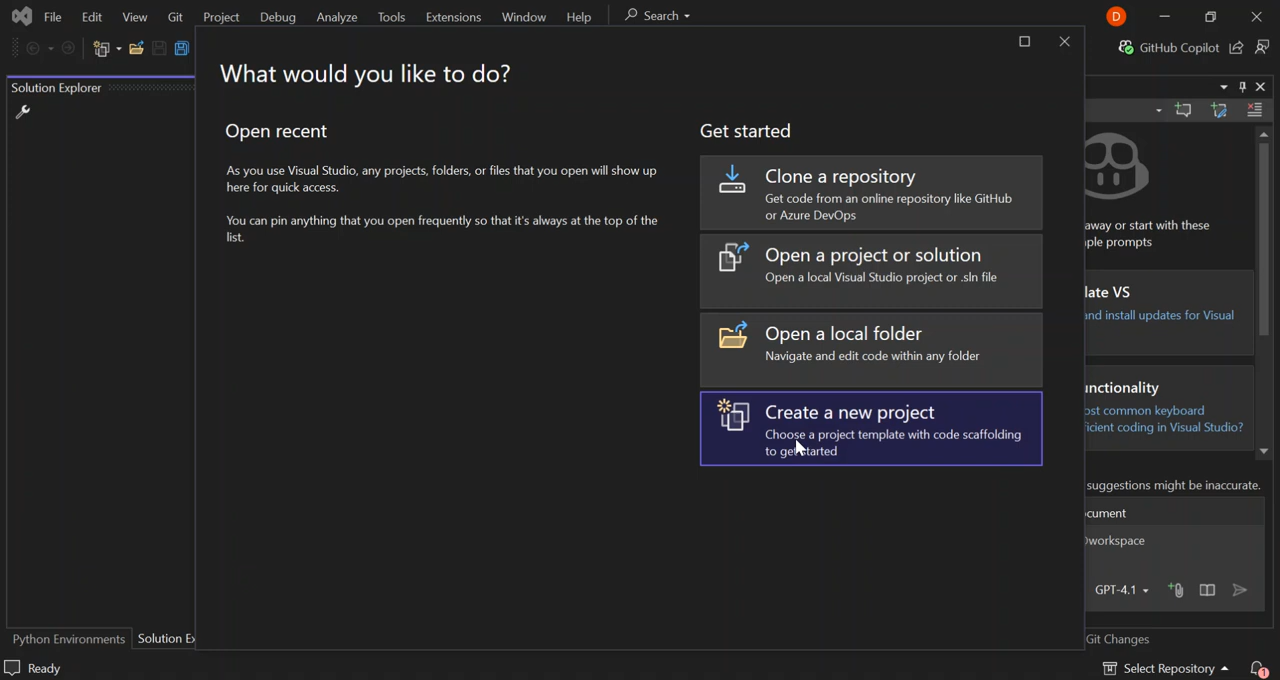 File Edit View Git Project Debug Analyze Tools Extensions Window Help Search D
GitHub Copilot
Solution Explorer
What would you like to do?
Open recent
As you use Visual Studio, any projects, folders, or files that you open will show up
here for quick access.
You can pin anything that you open frequently so that it's always at the top of the
list.
Get started
Clone a repository
Get code from an online repository like GitHub
or Azure DevOps
Open a project or solution
Open a local Visual Studio project or .sln file
Open a local folder
Navigate and edit code within any folder
Create a new project
Choose a project template with code scaffolding
to get started
away or start with these
ple prompts
late VS
and install updates for Visual
unctionality
ost common keyboard
ficient coding in Visual Studio?
suggestions might be inaccurate.
cument
workspace
GPT-4.1
Python Environments Solution Ex
Git Changes
Ready
Select Repository 1